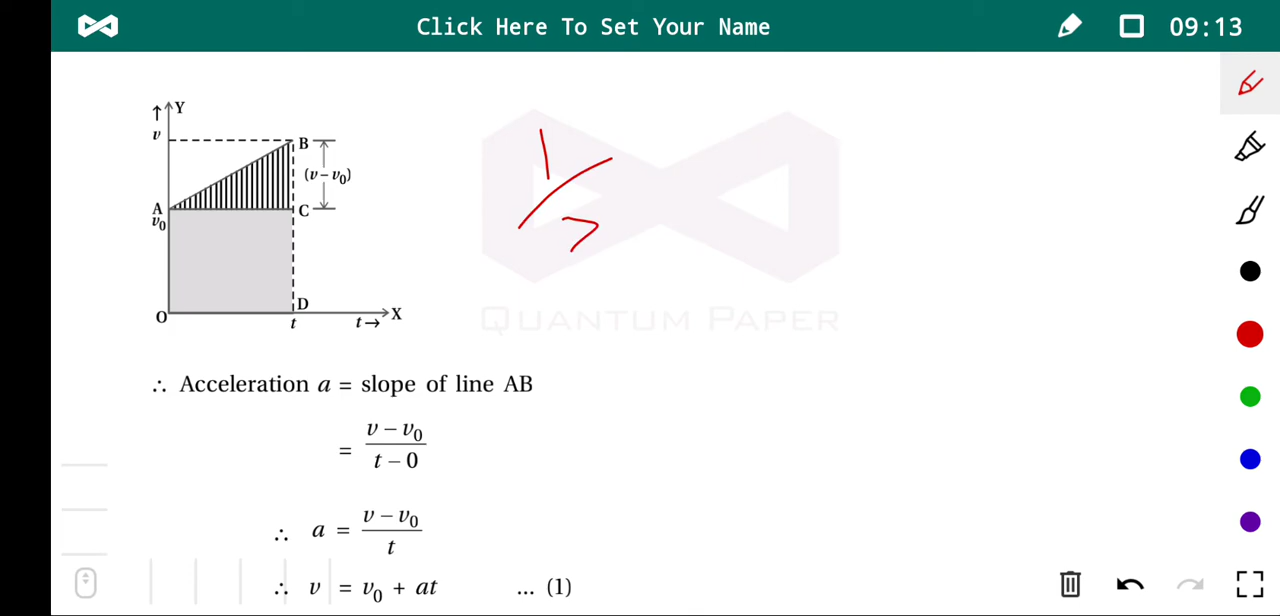 Click Here To Set Your Name
09:13
↑ Y
v
B
(v – v₀)
A
v₀
C
QUANTUM PAPER
O
D
X
t
t →
∴ Acceleration a = slope of line AB
= (v – v₀) / (t – 0)
∴ a = (v – v₀) / t
∴ v = v₀ + at ... (1)